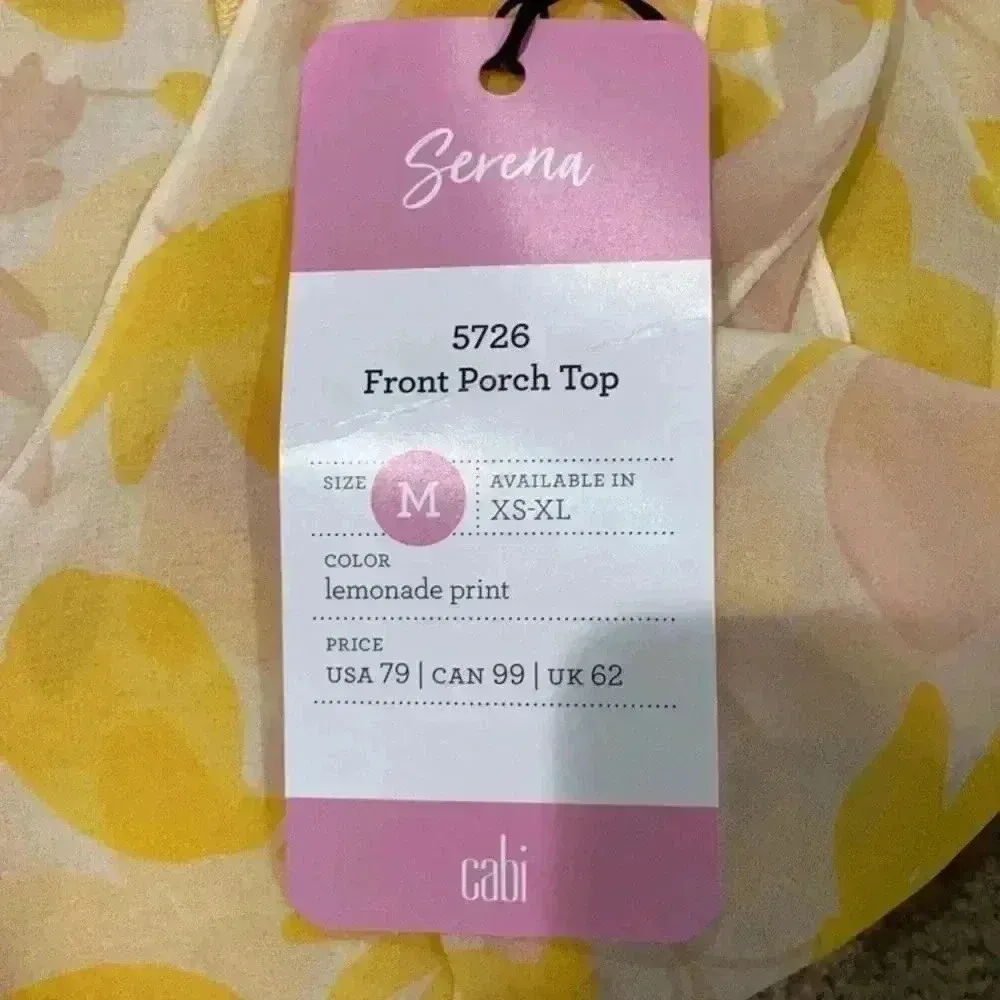 Serena
5726
Front Porch Top
SIZE M
AVAILABLE IN
XS-XL
COLOR
lemonade print
PRICE
USA 79 | CAN 99 | UK 62
cabi